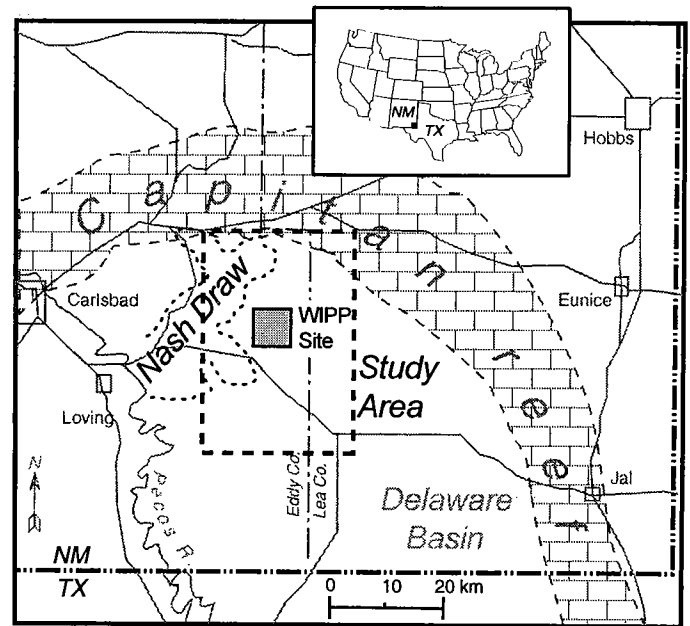 NM
TX
Hobbs
Capitan reef
Carlsbad
Nash Draw
WIPP
Site
Eunice
Study
Area
Loving
N
Pecos R.
Eddy Co.
Lea Co.
Delaware
Basin
Jal
NM
TX
0 10 20 km